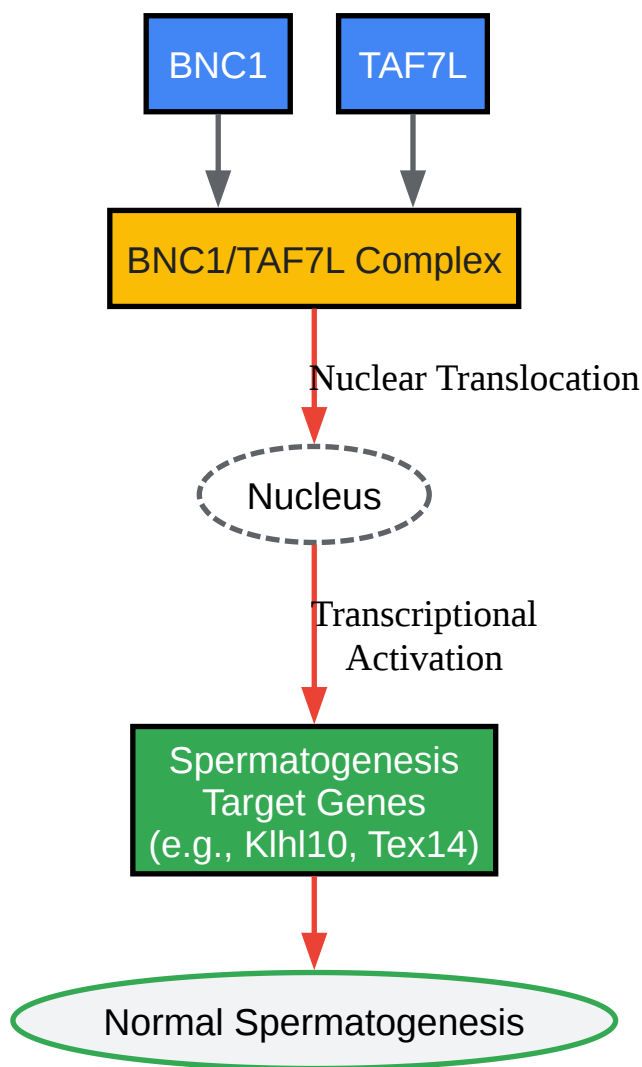 BNC1
TAF7L
BNC1/TAF7L Complex
Nuclear Translocation
Nucleus
Transcriptional
Activation
Spermatogenesis
Target Genes
(e.g., Klhl10, Tex14)
Normal Spermatogenesis